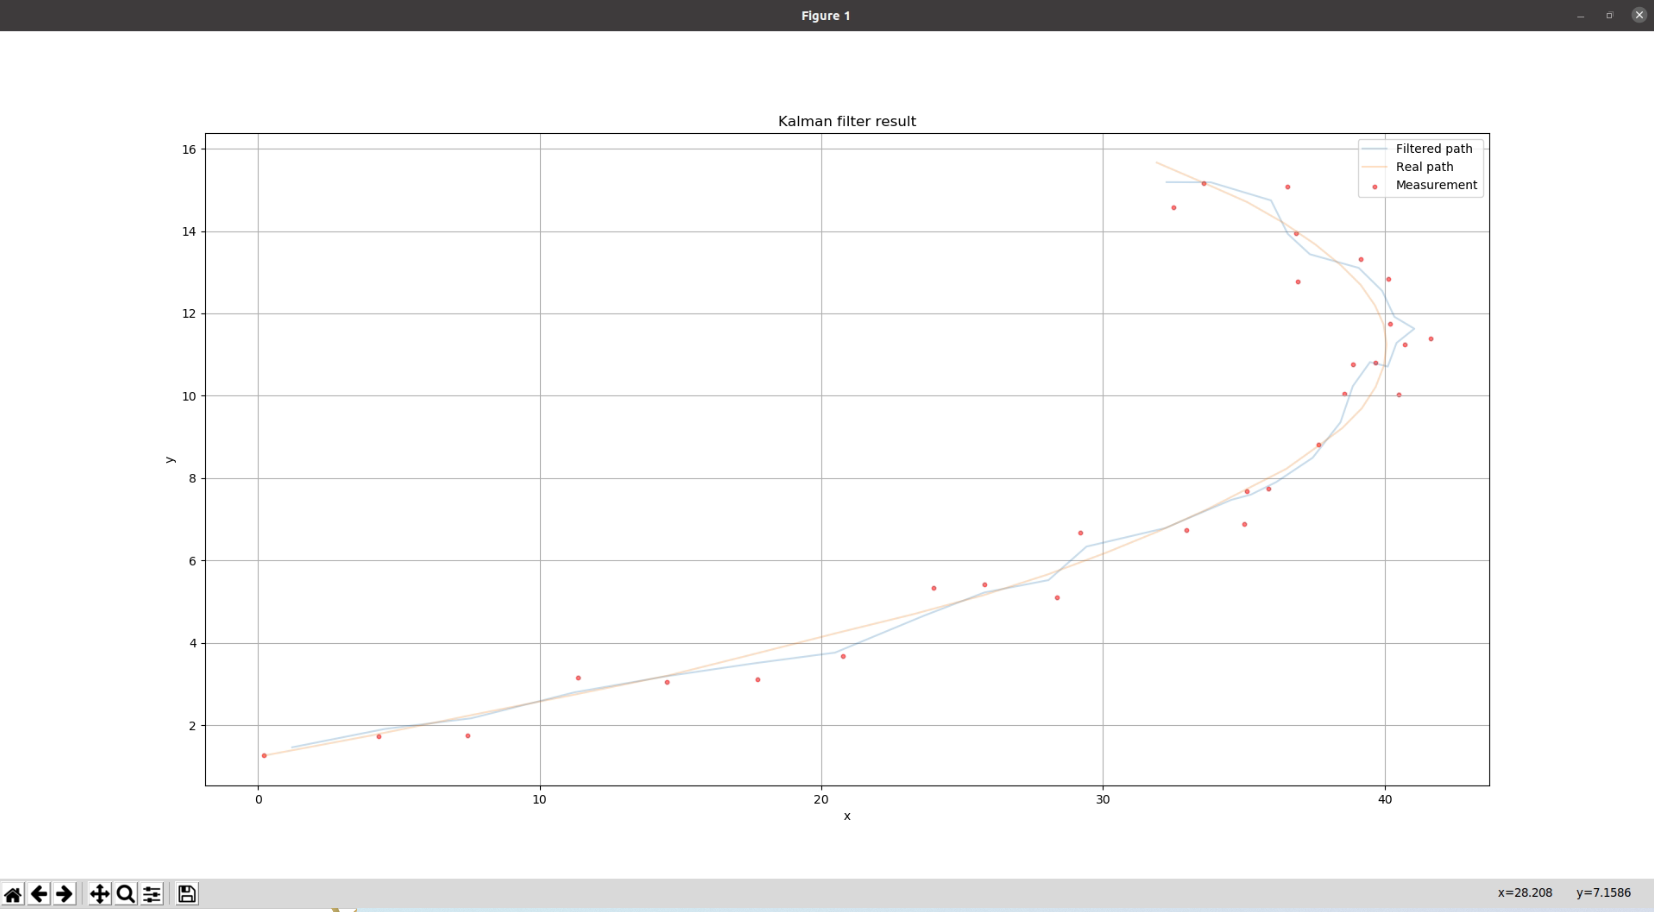 Figure 1
Kalman filter result
Filtered path
Real path
Measurement
16
14
12
10
8
6
4
2
y
0 10 20 30 40
x
x=28.208 y=7.1586